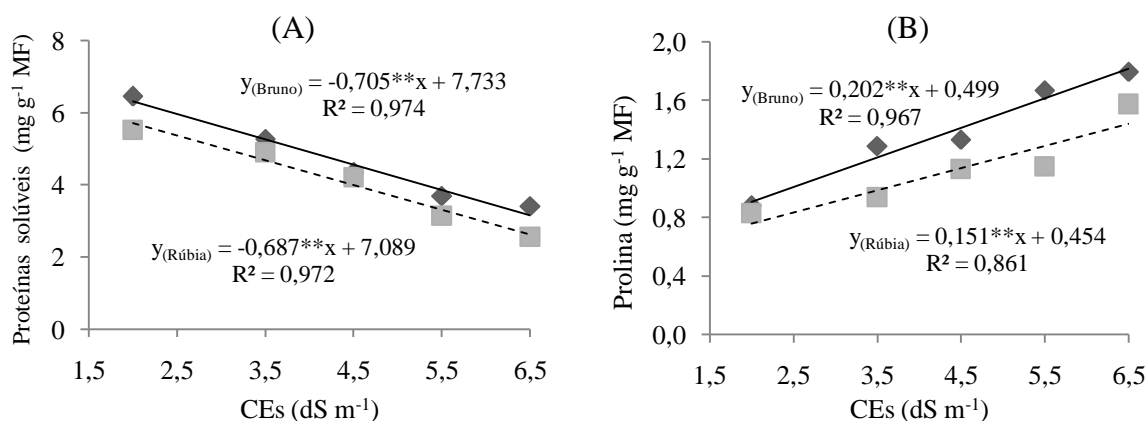 (A)
Proteínas solúveis (mg g⁻¹ MF)
8
6
4
2
0
y(Bruno) = -0,705**x + 7,733
R² = 0,974
y(Rúbia) = -0,687**x + 7,089
R² = 0,972
1,5 2,5 3,5 4,5 5,5 6,5
CEs (dS m⁻¹)
(B)
Prolina (mg g⁻¹ MF)
2,0
1,6
1,2
0,8
0,4
0,0
y(Bruno) = 0,202**x + 0,499
R² = 0,967
y(Rúbia) = 0,151**x + 0,454
R² = 0,861
1,5 2,5 3,5 4,5 5,5 6,5
CEs (dS m⁻¹)